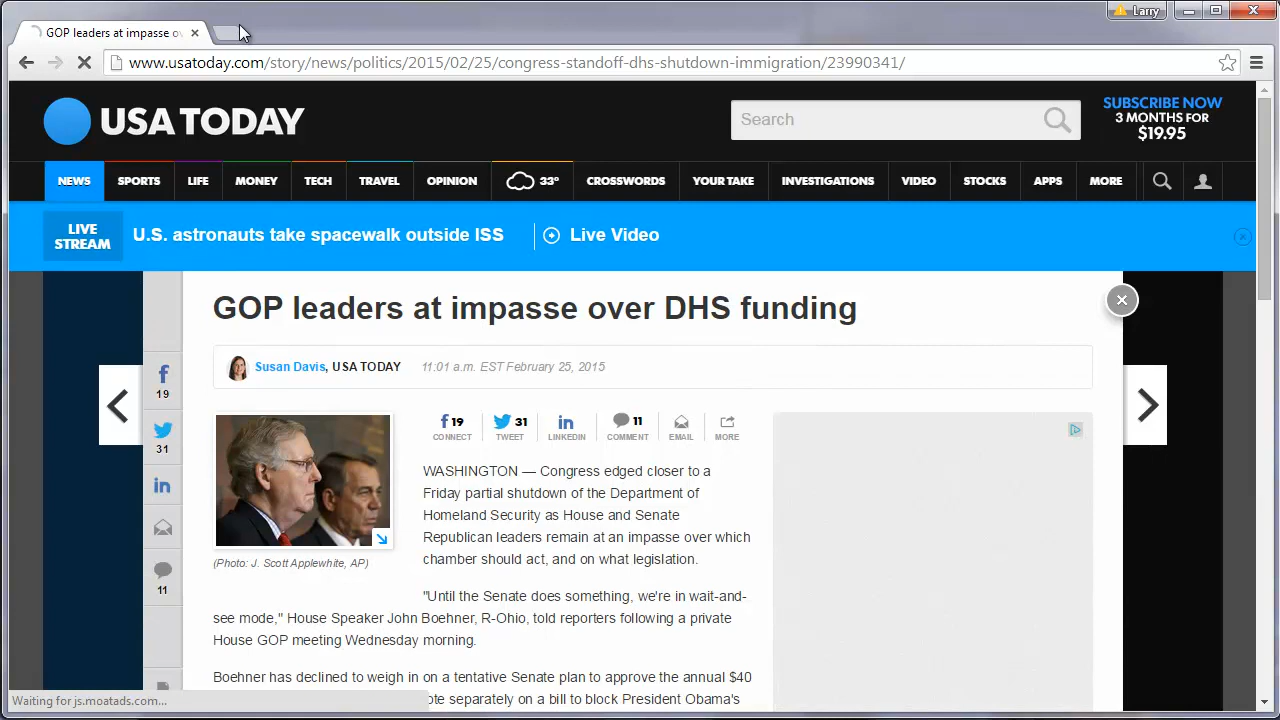 Larry
GOP leaders at impasse o
www.usatoday.com/story/news/politics/2015/02/25/congress-standoff-dhs-shutdown-immigration/23990341/
USA TODAY
Search
SUBSCRIBE NOW
3 MONTHS FOR
$19.95
NEWS SPORTS LIFE MONEY TECH TRAVEL OPINION 33° CROSSWORDS YOUR TAKE INVESTIGATIONS VIDEO STOCKS APPS MORE
LIVE
STREAM
U.S. astronauts take spacewalk outside ISS Live Video
GOP leaders at impasse over DHS funding
Susan Davis, USA TODAY 11:01 a.m. EST February 25, 2015
19
31
11
19 31 11
CONNECT TWEET LINKEDIN COMMENT EMAIL MORE
(Photo: J. Scott Applewhite, AP)
WASHINGTON — Congress edged closer to a
Friday partial shutdown of the Department of
Homeland Security as House and Senate
Republican leaders remain at an impasse over which
chamber should act, and on what legislation.
"Until the Senate does something, we're in wait-and-
see mode," House Speaker John Boehner, R-Ohio, told reporters following a private
House GOP meeting Wednesday morning.
Boehner has declined to weigh in on a tentative Senate plan to approve the annual $40
ote separately on a bill to block President Obama's
Waiting for js.moatads.com...